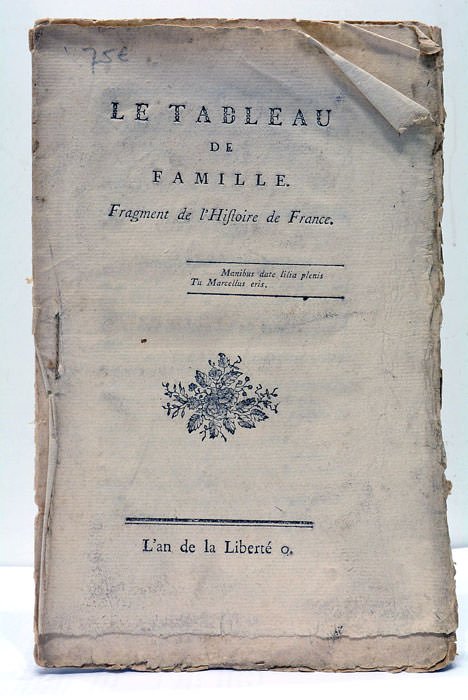 75€
LE TABLEAU
DE
FAMILLE.
Fragment de l'Hiſtoire de France.
Manibus date lilia plenis
Tu Marcellus eris.
L'an de la Liberté 0.